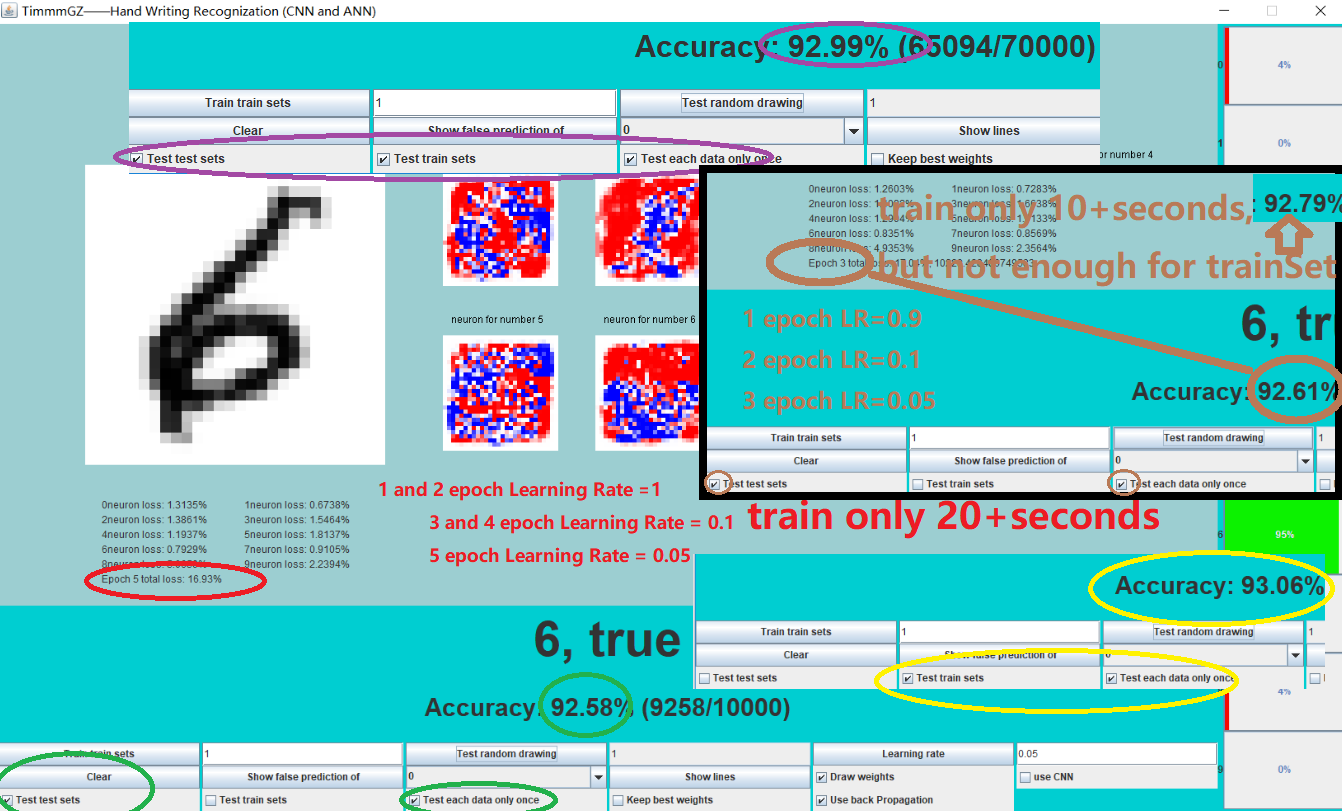 TimmmGZ——Hand Writing Recognization (CNN and ANN)
Accuracy: 92.99% (65094/70000)
Train train sets 1 Test random drawing 1
Clear Show false prediction of 0 Show lines
Test test sets Test train sets Test each data only once Keep best weights
or number 4
0 4%
1 0%
0neuron loss: 1.2603% 1neuron loss: 0.7283%
train only 10+seconds, : 92.79%
6neuron loss: 0.8351% 7neuron loss: 0.8569%
8neuron loss: 4.9353% 9neuron loss: 2.3564%
Epoch 3 total loss:
but not enough for trainSet
1 epoch LR=0.9
2 epoch LR=0.1
3 epoch LR=0.05
6, tr
Accuracy: 92.61%
Train train sets 1 Test random drawing 1
Clear Show false prediction of 0
Test test sets Test train sets Test each data only once
neuron for number 5 neuron for number 6
1 and 2 epoch Learning Rate =1
3 and 4 epoch Learning Rate = 0.1
5 epoch Learning Rate = 0.05
train only 20+seconds
0neuron loss: 1.3135% 1neuron loss: 0.6738%
2neuron loss: 1.3861% 3neuron loss: 1.5464%
4neuron loss: 1.1937% 5neuron loss: 1.8137%
6neuron loss: 0.7929% 7neuron loss: 0.9105%
8neuron loss: 9neuron loss: 2.2394%
Epoch 5 total loss: 16.93%
6 95%
Accuracy: 93.06%
Train train sets 1 Test random drawing 1
Clear Show false prediction of 0
Test test sets Test train sets Test each data only once
6, true
Accuracy: 92.58% (9258/10000)
4%
Train train sets 1 Test random drawing 1 Learning rate 0.05
Clear Show false prediction of 0 Show lines Draw weights use CNN
Test test sets Test train sets Test each data only once Keep best weights Use back Propagation
9 0%